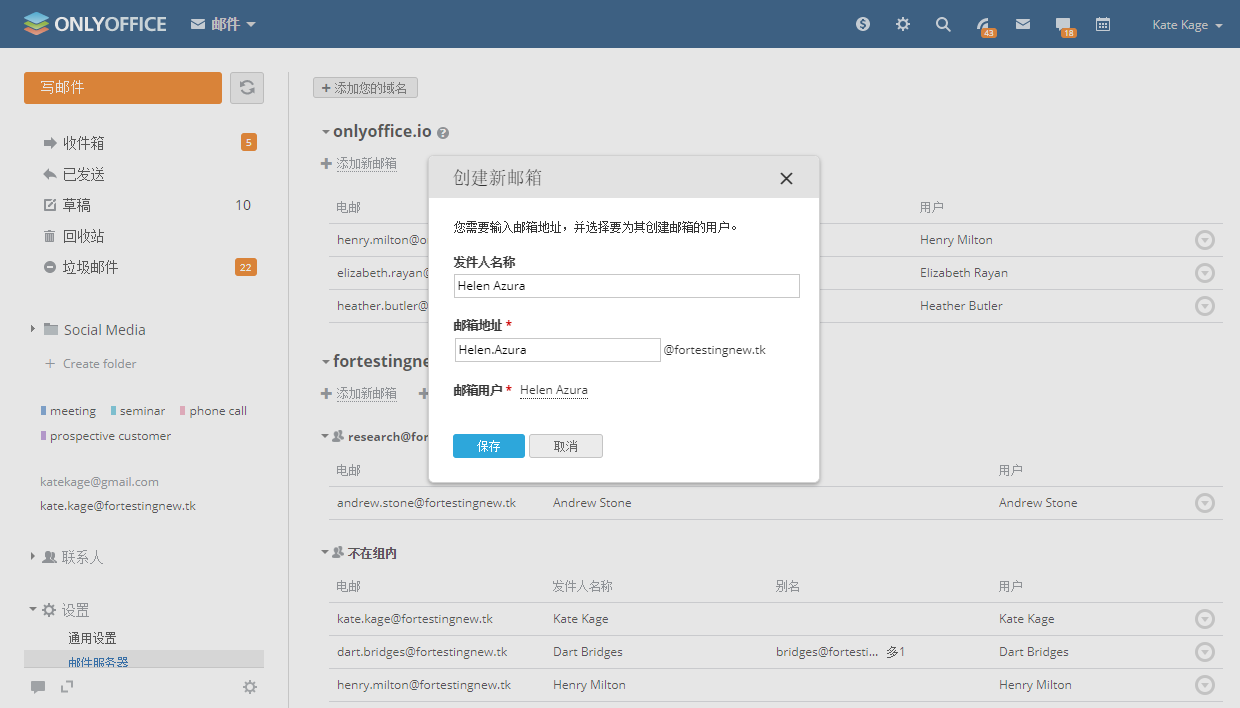 ONLYOFFICE
邮件
43
18
Kate Kage
写邮件
收件箱
5
已发送
草稿
10
回收站
垃圾邮件
22
Social Media
Create folder
meeting
seminar
phone call
prospective customer
katekage@gmail.com
kate.kage@fortestingnew.tk
联系人
设置
通用设置
邮件服务器
添加您的域名
onlyoffice.io
添加新邮箱
电邮
用户
henry.milton@o
Henry Milton
elizabeth.rayan@
Elizabeth Rayan
heather.butler@
Heather Butler
fortestingne
添加新邮箱
research@for
电邮
用户
andrew.stone@fortestingnew.tk
Andrew Stone
Andrew Stone
不在组内
电邮
发件人名称
别名
用户
kate.kage@fortestingnew.tk
Kate Kage
Kate Kage
dart.bridges@fortestingnew.tk
Dart Bridges
bridges@fortesti...
多1
Dart Bridges
henry.milton@fortestingnew.tk
Henry Milton
Henry Milton
创建新邮箱
您需要输入邮箱地址，并选择要为其创建邮箱的用户。
发件人名称
Helen Azura
邮箱地址 *
Helen.Azura
@fortestingnew.tk
邮箱用户 *
Helen Azura
保存
取消